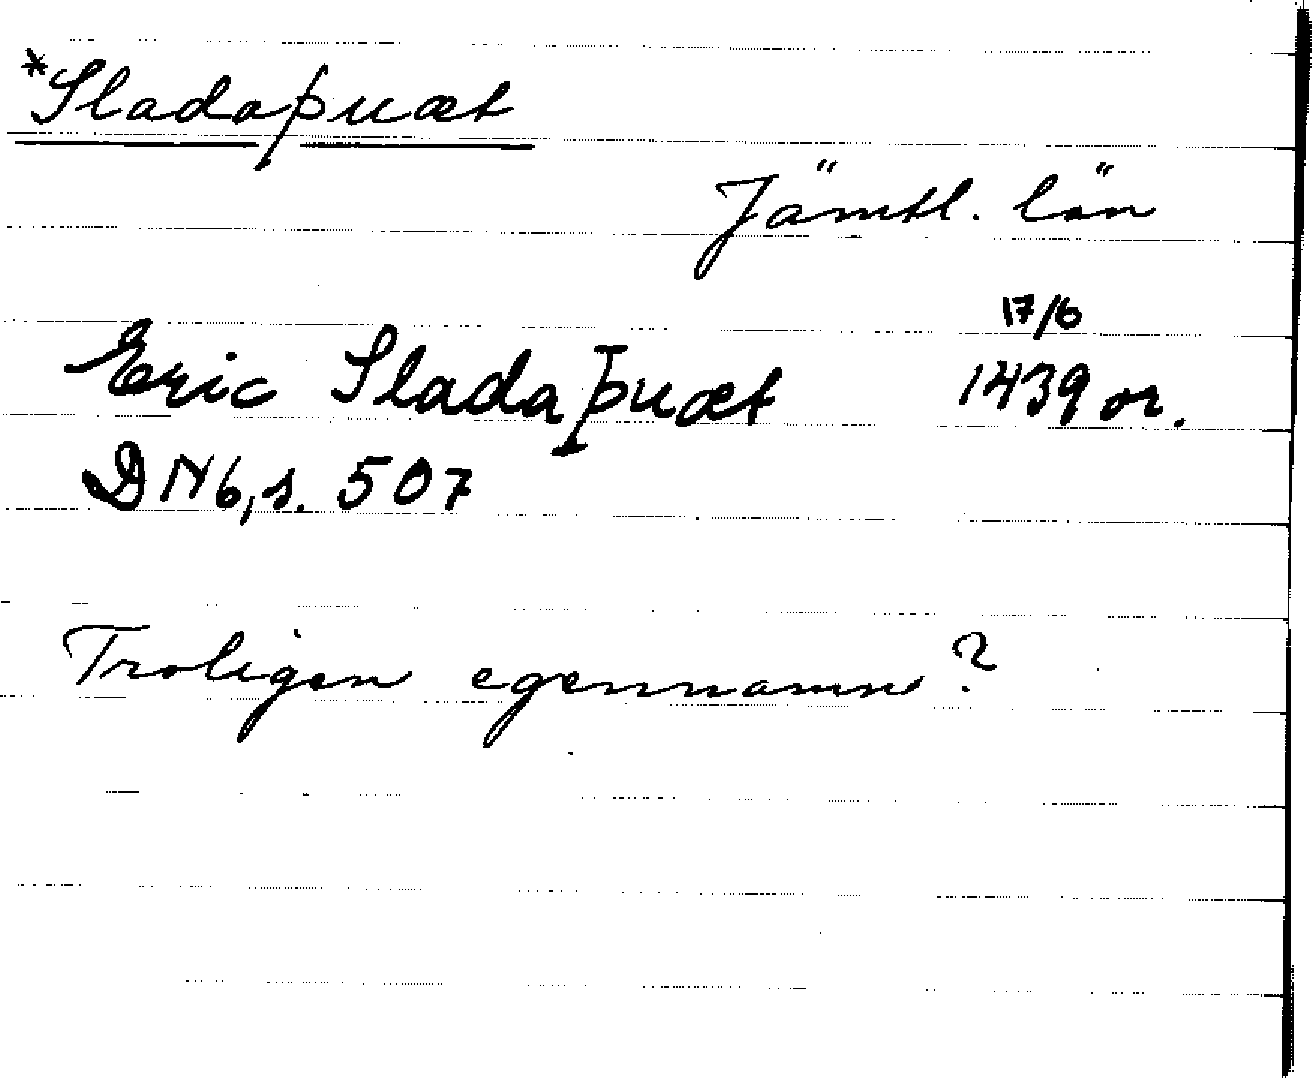 *Sladaþuæt
Jämtl. län
Eric Sladaþuæt 17/6 1439 or.
DN6, s. 507
Troligen egennamn?